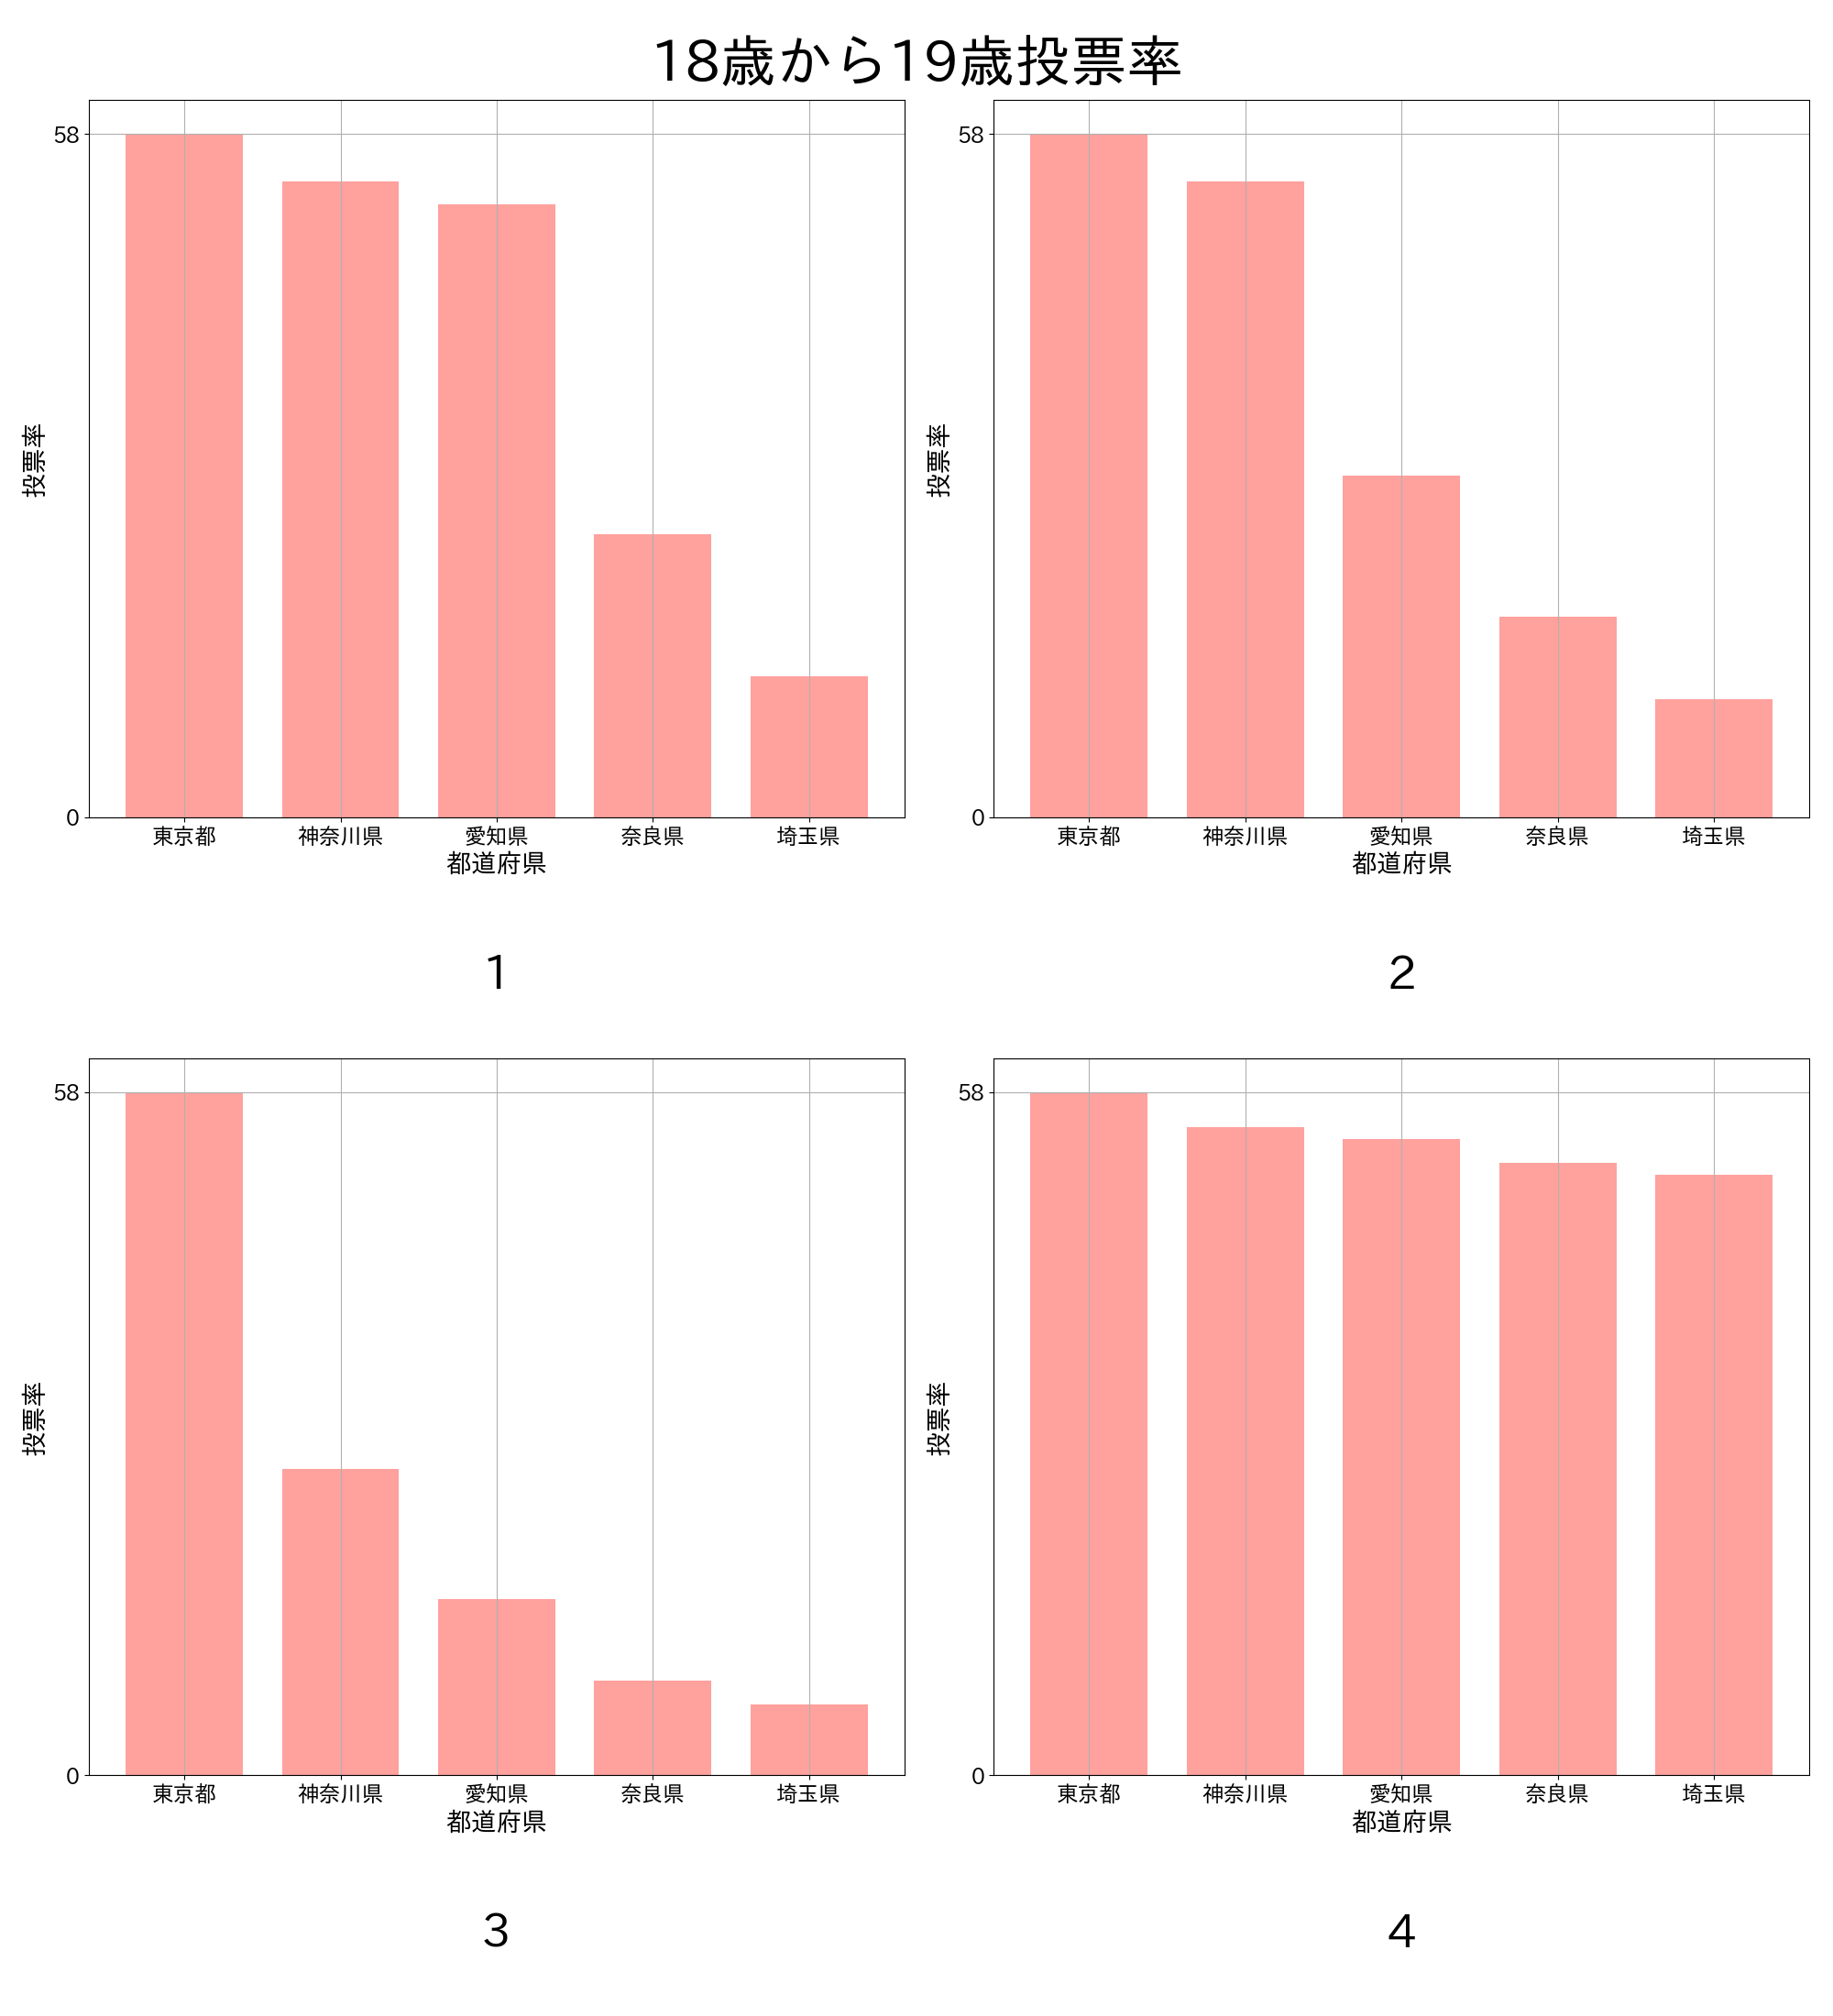 18歳から19歳投票率
58
0
投票率
東京都 神奈川県 愛知県 奈良県 埼玉県
都道府県
1
58
0
投票率
東京都 神奈川県 愛知県 奈良県 埼玉県
都道府県
2
58
0
投票率
東京都 神奈川県 愛知県 奈良県 埼玉県
都道府県
3
58
0
投票率
東京都 神奈川県 愛知県 奈良県 埼玉県
都道府県
4